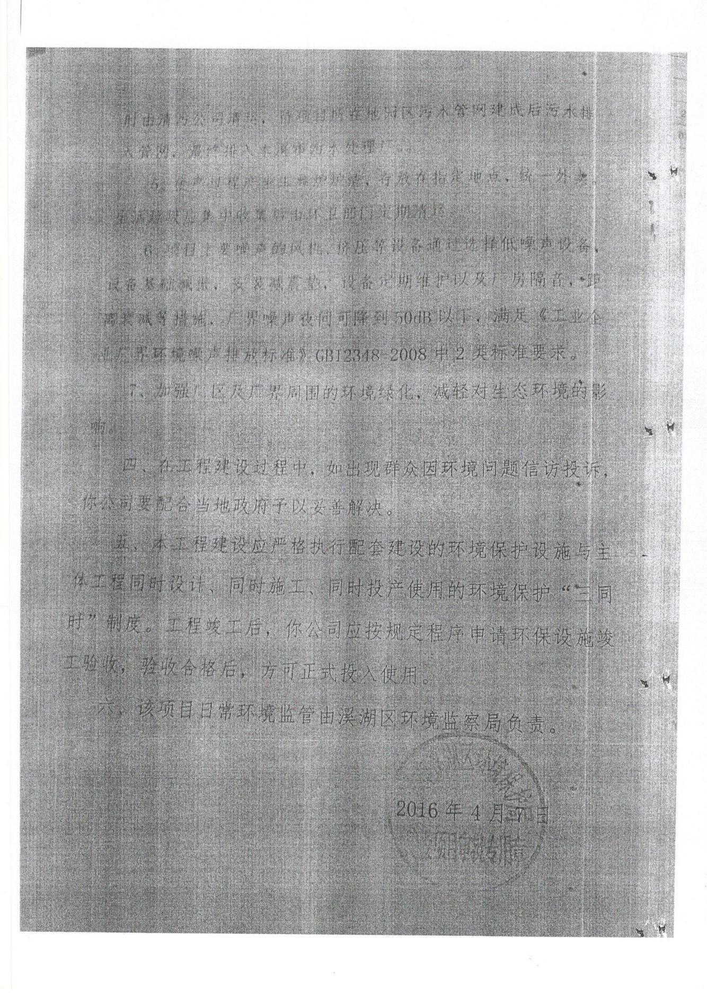 期由清污公司清运，待项目所在地园区污水管网建成后污水排
入管网，最终排入本溪市污水处理厂。
5、生产过程产生工业炉炉渣，存放在指定地点，统一外卖，
生活垃圾应集中收集后由环卫部门定期清运。
6、项目主要噪声的风机、挤压等设备通过选择低噪声设备、
设备基础减振，安装减震垫，设备定期维护以及厂房隔音，距
离衰减等措施，厂界噪声夜间可降到50dB以下，满足《工业企
业厂界环境噪声排放标准》GB12348-2008中2类标准要求。
7、加强厂区及厂界周围的环境绿化，减轻对生态环境的影
响。
四、在工程建设过程中，如出现群众因环境问题信访投诉，
你公司要配合当地政府予以妥善解决。
五、本工程建设应严格执行配套建设的环境保护设施与主
体工程同时设计、同时施工、同时投产使用的环境保护“三同
时”制度。工程竣工后，你公司应按规定程序申请环保设施竣
工验收，验收合格后，方可正式投入使用。
六、该项目日常环境监管由溪湖区环境监察局负责。
2016年4月7日